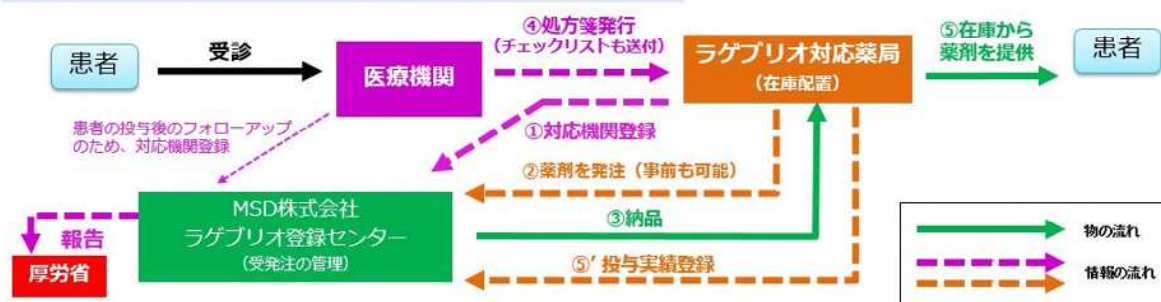 患者
受診
医療機関
④処方箋発行
(チェックリストも送付)
ラゲブリオ対応薬局
(在庫配置)
⑤在庫から
薬剤を提供
患者
患者の投与後のフォローアップ
のため、対応機関登録
①対応機関登録
②薬剤を発注(事前も可能)
MSD株式会社
ラゲブリオ登録センター
(受発注の管理)
③納品
⑤’投与実績登録
報告
厚労省
物の流れ
情報の流れ